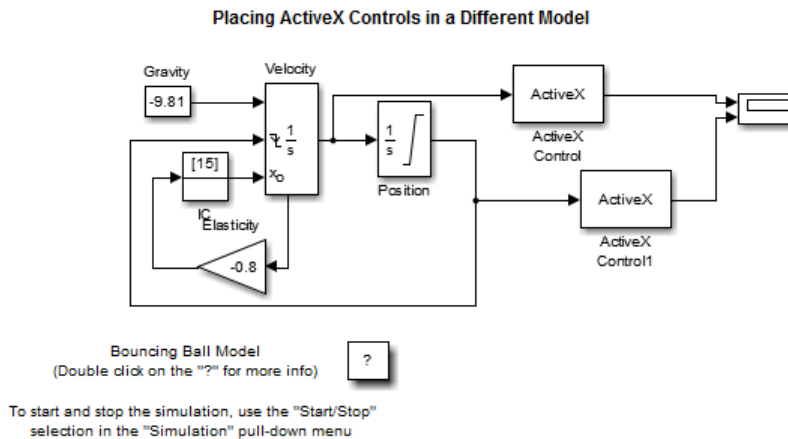 Placing ActiveX Controls in a Different Model
Gravity
-9.81
Velocity
1
s
x₀
[15]
IC
Elasticity
-0.8
1
s
Position
ActiveX
ActiveX
Control
ActiveX
ActiveX
Control1
Bouncing Ball Model
(Double click on the "?" for more info)
?
To start and stop the simulation, use the "Start/Stop"
selection in the "Simulation" pull-down menu